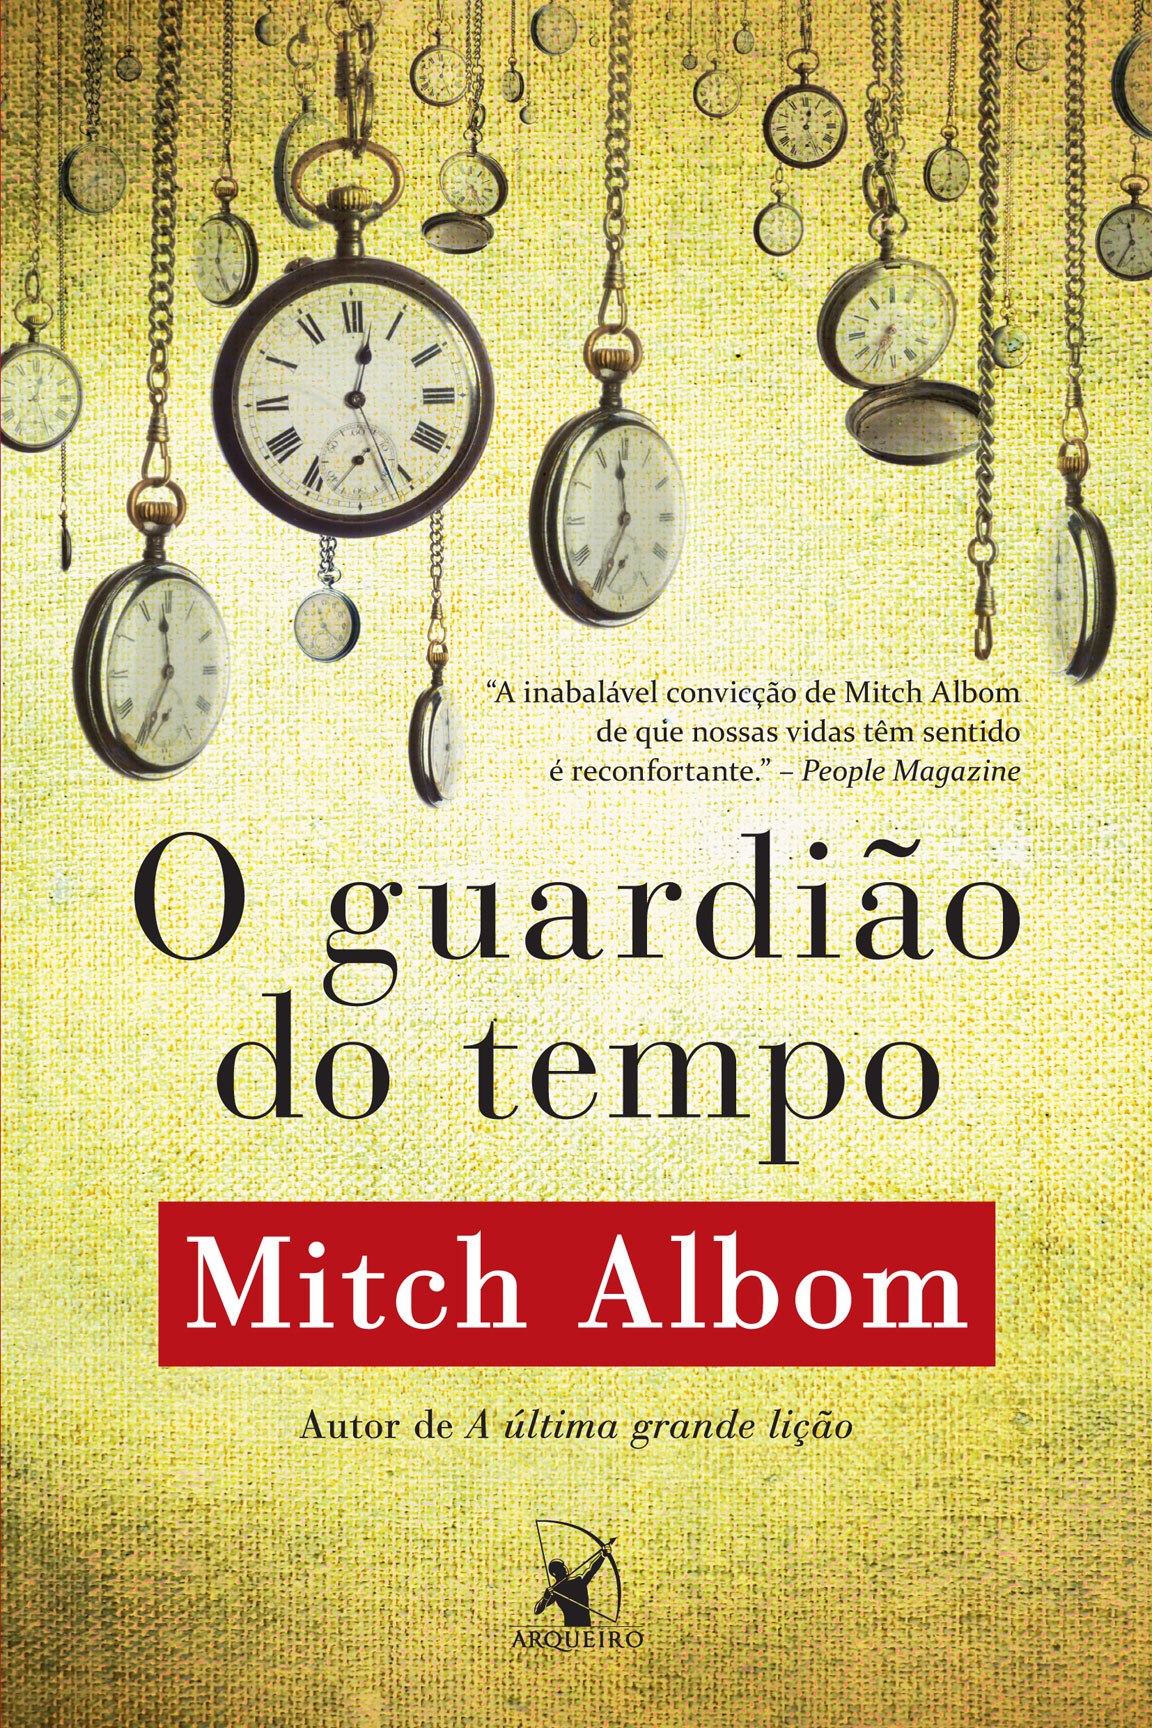 “A inabalável convicção de Mitch Albom
de que nossas vidas têm sentido
é reconfortante.” – People Magazine
O guardião
do tempo
Mitch Albom
Autor de A última grande lição
ARQUEIRO